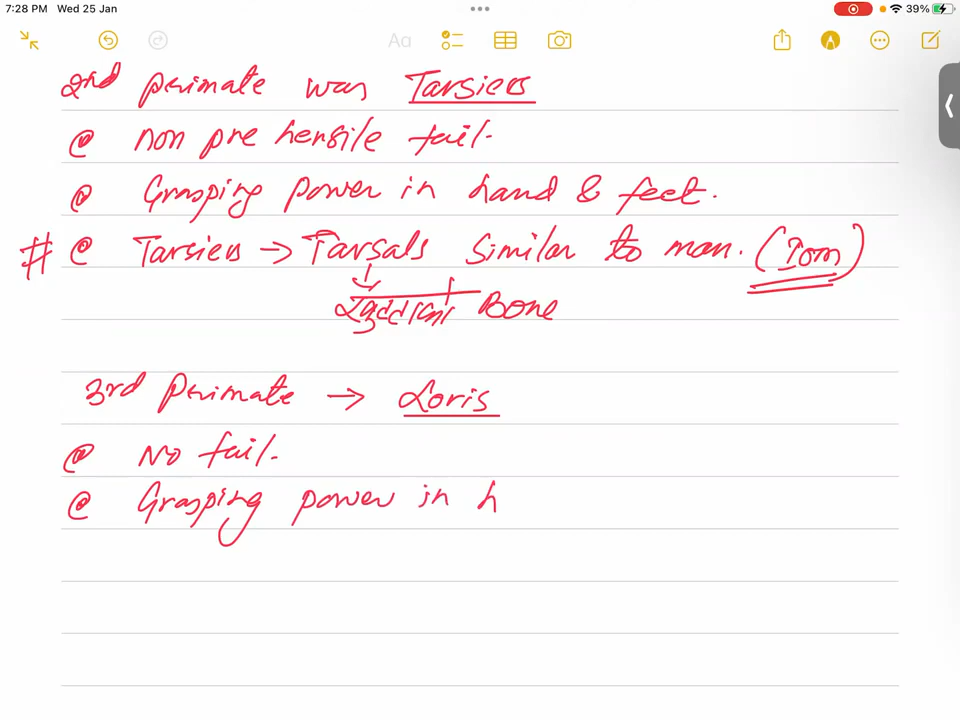 7:28 PM Wed 25 Jan
39%
Aa
2nd primate was Tarsiers
@ non pre hensile tail.
@ Grasping power in hand & feet.
# @ Tarsiers → Tarsals similar to man. (Iom)
Bone
3rd Primate → Loris
@ No tail.
@ Grasping power in h